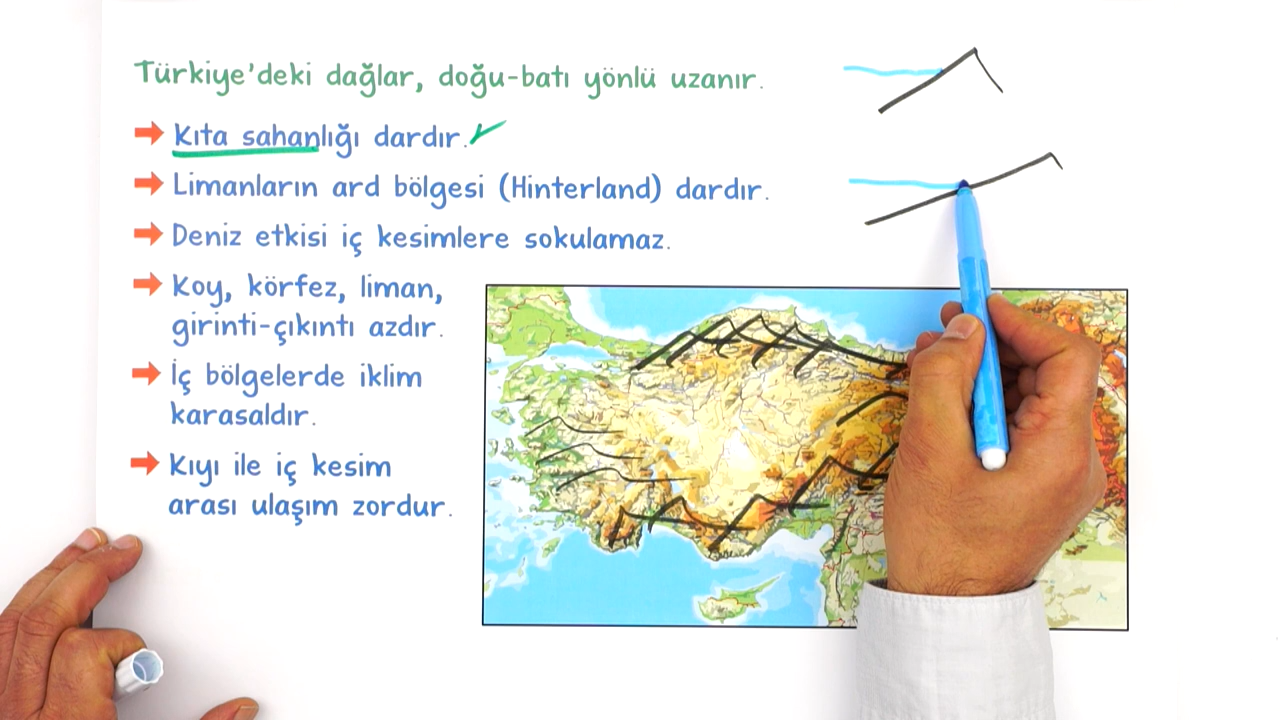 Türkiye'deki dağlar, doğu-batı yönlü uzanır.
Kıta sahanlığı dardır.
Limanların ard bölgesi (Hinterland) dardır.
Deniz etkisi iç kesimlere sokulamaz.
Koy, körfez, liman,
girinti-çıkıntı azdır.
İç bölgelerde iklim
karasaldır.
Kıyı ile iç kesim
arası ulaşım zordur.